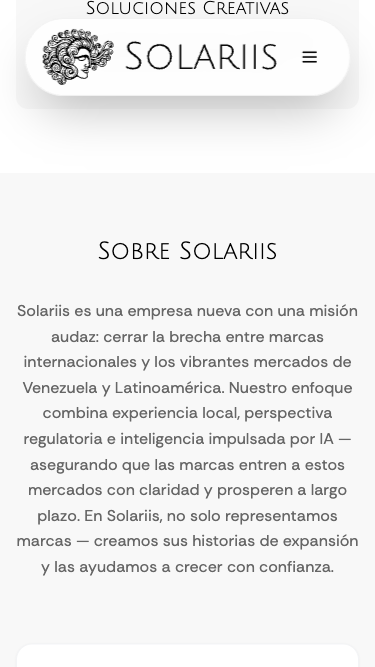 Soluciones Creativas
Solariis
Sobre Solariis
Solariis es una empresa nueva con una misión
audaz: cerrar la brecha entre marcas
internacionales y los vibrantes mercados de
Venezuela y Latinoamérica. Nuestro enfoque
combina experiencia local, perspectiva
regulatoria e inteligencia impulsada por IA —
asegurando que las marcas entren a estos
mercados con claridad y prosperen a largo
plazo. En Solariis, no solo representamos
marcas — creamos sus historias de expansión
y las ayudamos a crecer con confianza.